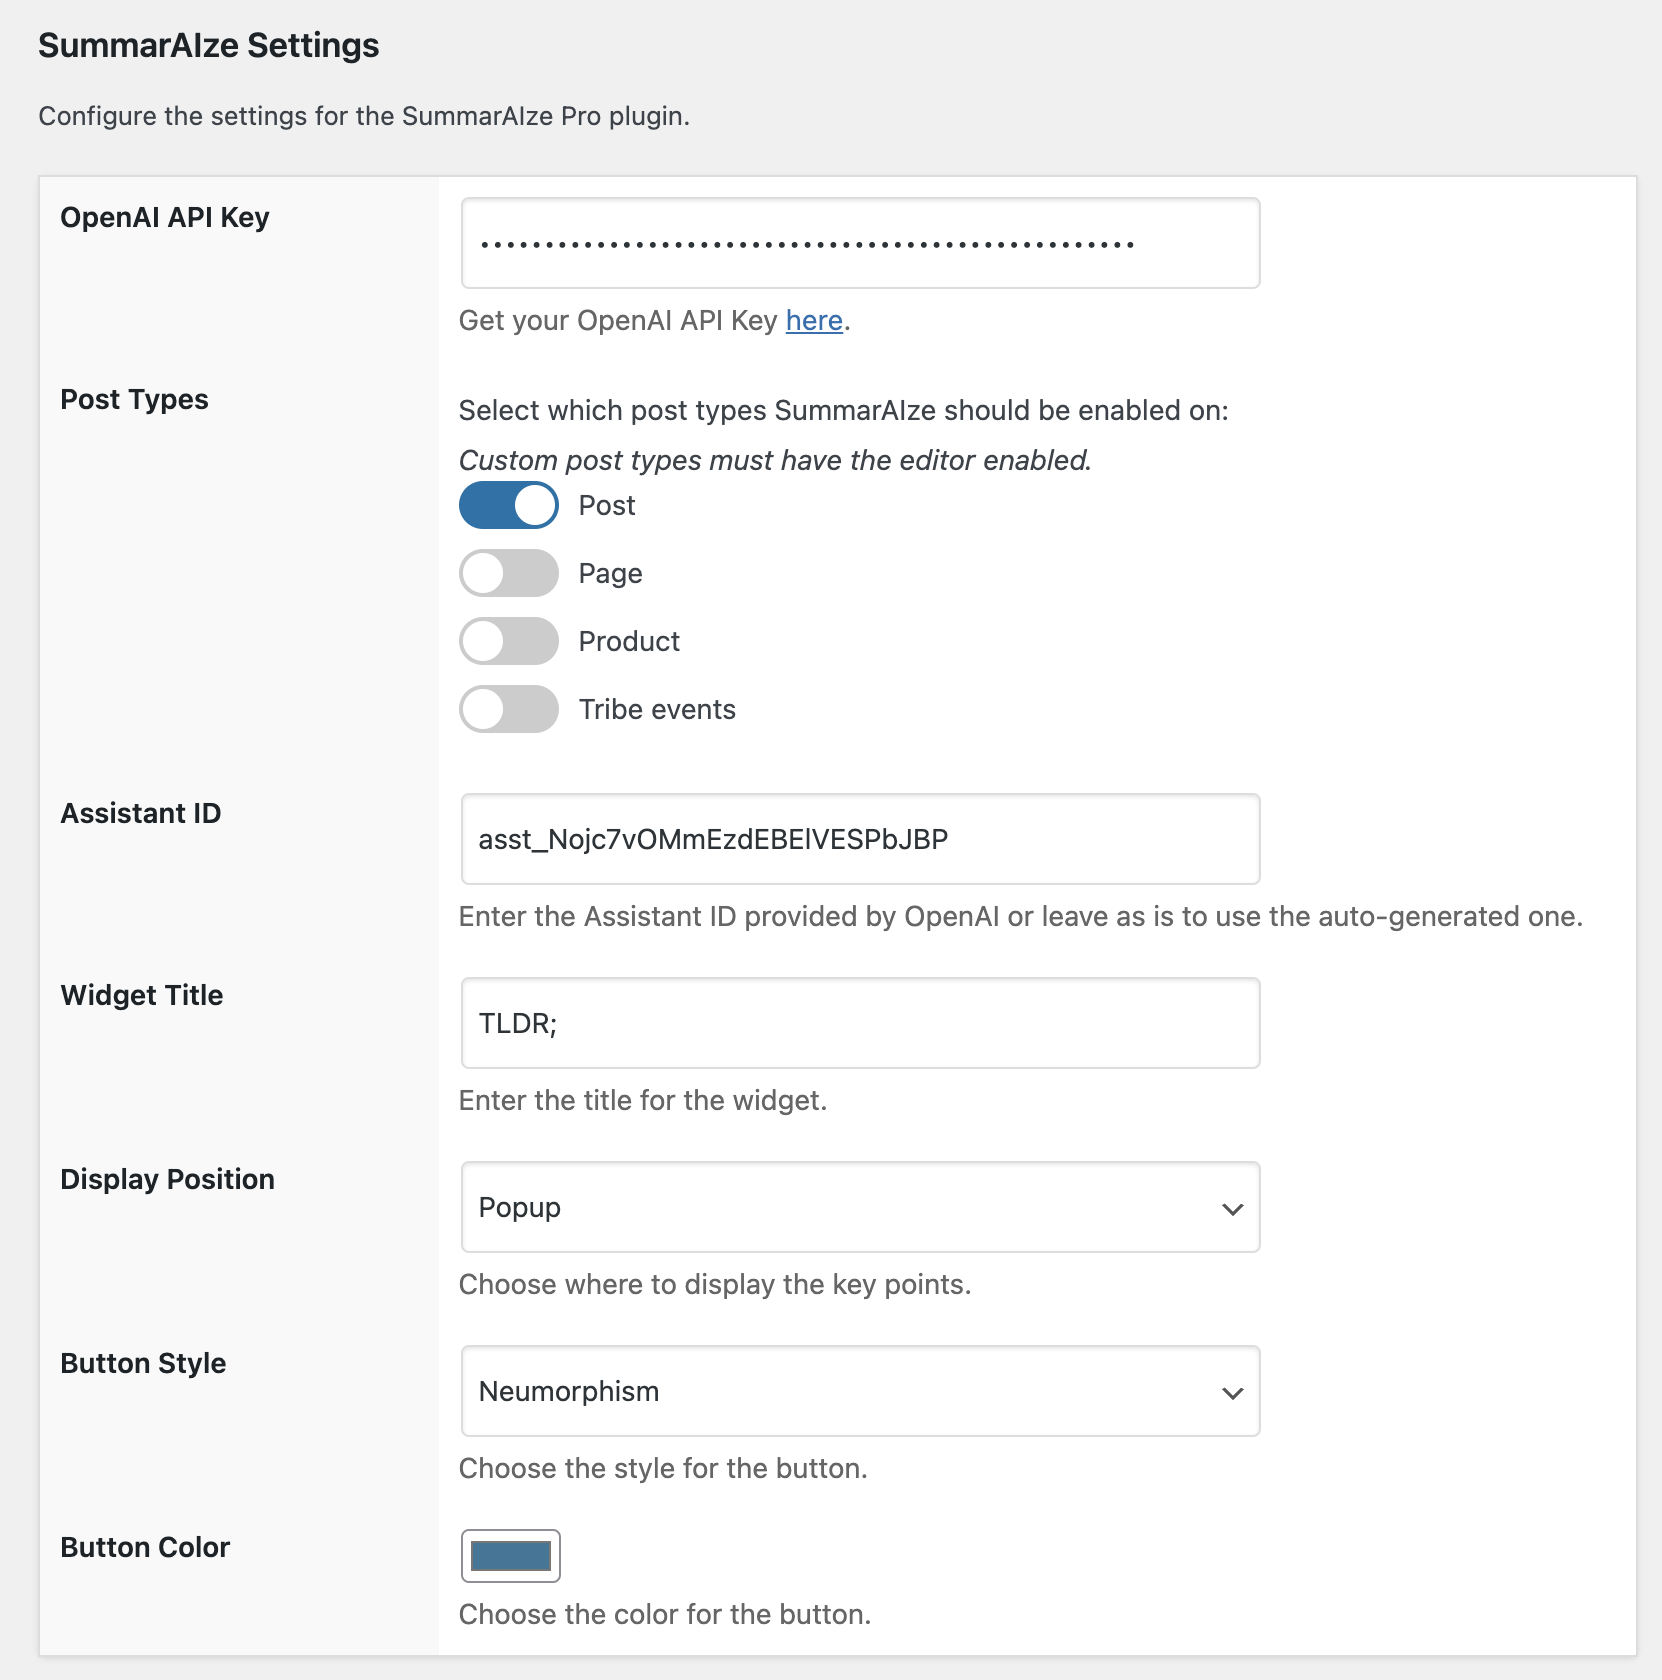 SummarAIze Settings
Configure the settings for the SummarAIze Pro plugin.
OpenAI API Key
••••••••••••••••••••••••••••••••••••••••••••••••••• 
Get your OpenAI API Key here.
Post Types
Select which post types SummarAIze should be enabled on:
Custom post types must have the editor enabled.
Post
Page
Product
Tribe events
Assistant ID
asst_Nojc7vOMmEzdEBElVESPbJBP
Enter the Assistant ID provided by OpenAI or leave as is to use the auto-generated one.
Widget Title
TLDR;
Enter the title for the widget.
Display Position
Popup
Choose where to display the key points.
Button Style
Neumorphism
Choose the style for the button.
Button Color
Choose the color for the button.